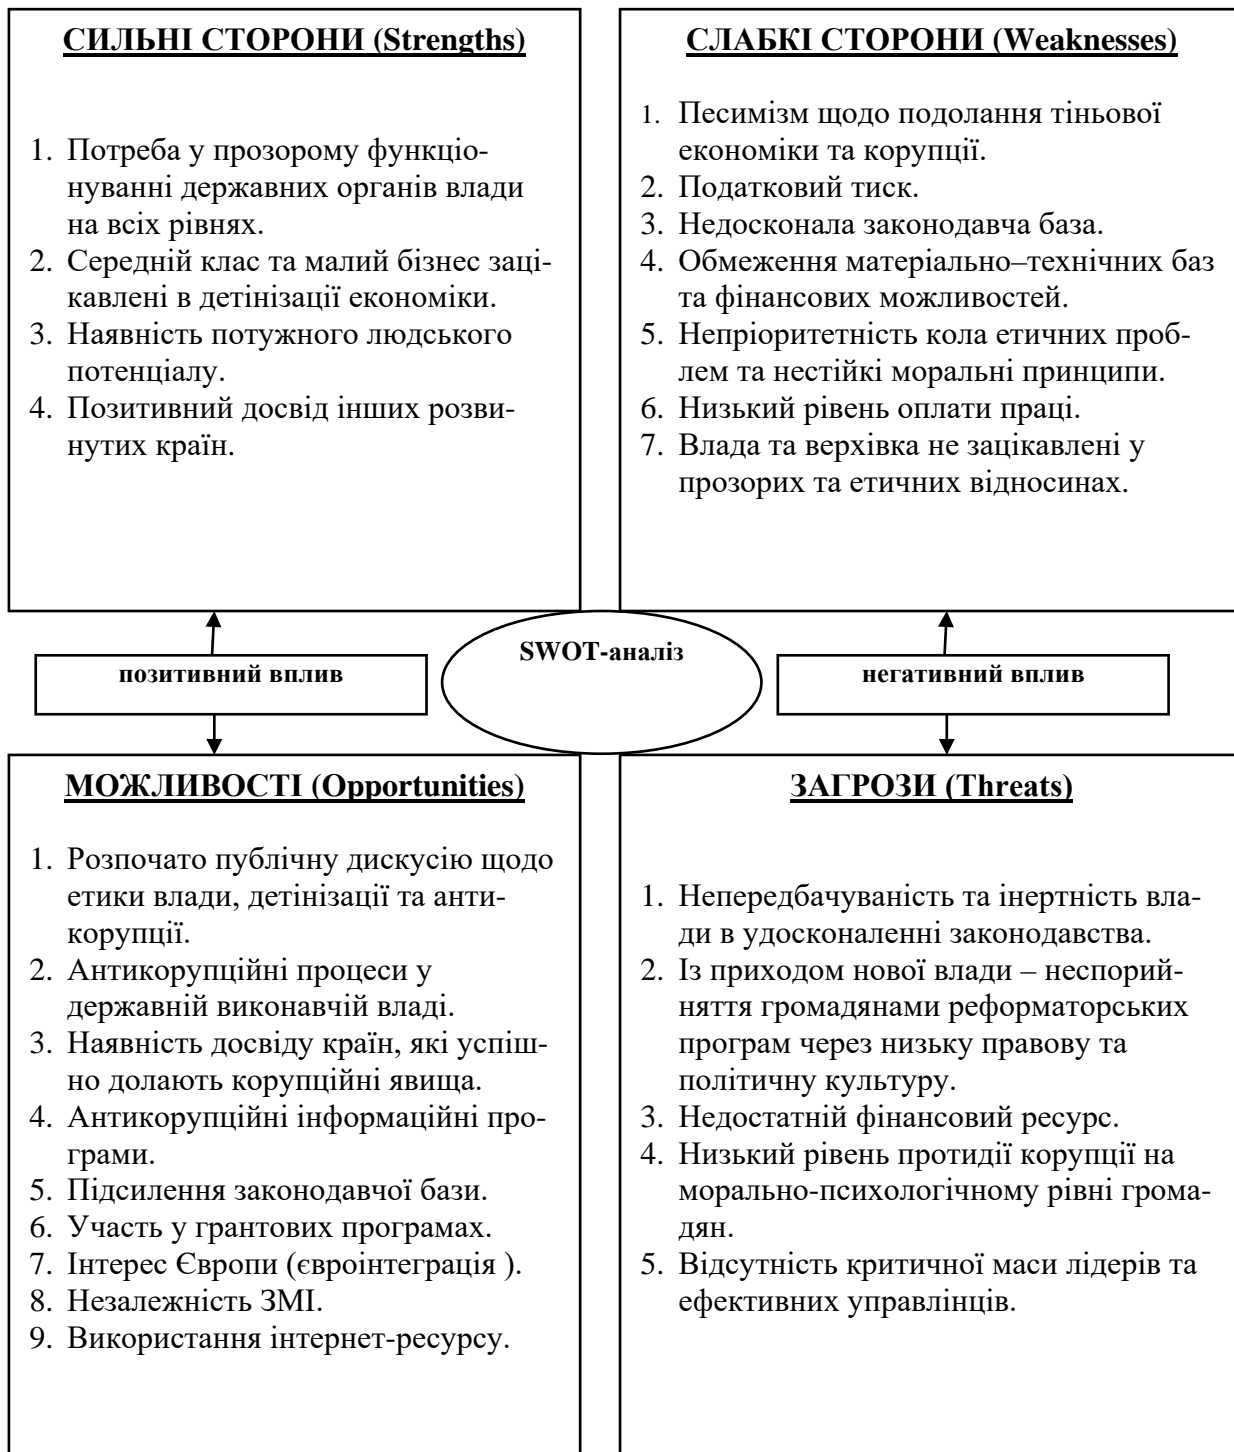 СИЛЬНІ СТОРОНИ (Strengths)
1. Потреба у прозорому функціо-
нуванні державних органів влади
на всіх рівнях.
2. Середній клас та малий бізнес заці-
кавлені в детінізації економіки.
3. Наявність потужного людського
потенціалу.
4. Позитивний досвід інших розви-
нутих країн.
СЛАБКІ СТОРОНИ (Weaknesses)
1. Песимізм щодо подолання тіньової
економіки та корупції.
2. Податковий тиск.
3. Недосконала законодавча база.
4. Обмеження матеріально–технічних баз
та фінансових можливостей.
5. Непріоритетність кола етичних проб-
лем та нестійкі моральні принципи.
6. Низький рівень оплати праці.
7. Влада та верхівка не зацікавлені у
прозорих та етичних відносинах.
позитивний вплив
SWOT-аналіз
негативний вплив
МОЖЛИВОСТІ (Opportunities)
1. Розпочато публічну дискусію щодо
етики влади, детінізації та анти-
корупції.
2. Антикорупційні процеси у
державній виконавчій владі.
3. Наявність досвіду країн, які успіш-
но долають корупційні явища.
4. Антикорупційні інформаційні про-
грами.
5. Підсилення законодавчої бази.
6. Участь у грантових програмах.
7. Інтерес Європи (євроінтеграція ).
8. Незалежність ЗМІ.
9. Використання інтернет-ресурсу.
ЗАГРОЗИ (Threats)
1. Непередбачуваність та інертність вла-
ди в удосконаленні законодавства.
2. Із приходом нової влади – неспорий-
няття громадянами реформаторських
програм через низьку правову та
політичну культуру.
3. Недостатній фінансовий ресурс.
4. Низький рівень протидії корупції на
морально-психологічному рівні грома-
дян.
5. Відсутність критичної маси лідерів та
ефективних управлінців.